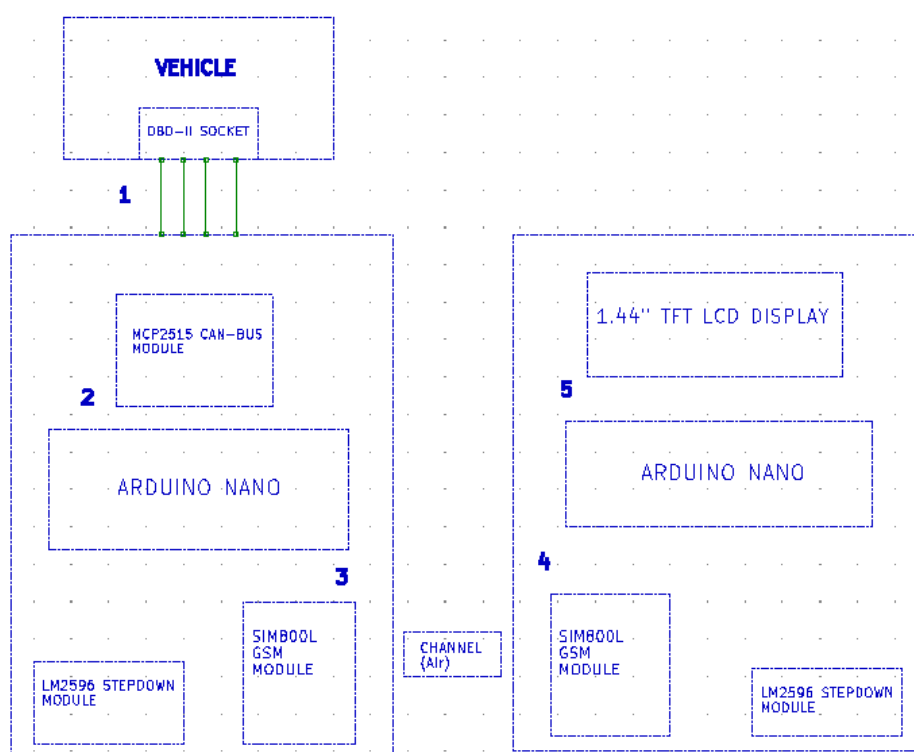 VEHICLE
OBD-II SOCKET
1
MCP2515 CAN-BUS
MODULE
2
ARDUINO NANO
3
SIM800L
GSM
MODULE
LM2596 STEPDOWN
MODULE
CHANNEL
(Air)
1.44'' TFT LCD DISPLAY
5
ARDUINO NANO
4
SIM800L
GSM
MODULE
LM2596 STEPDOWN
MODULE